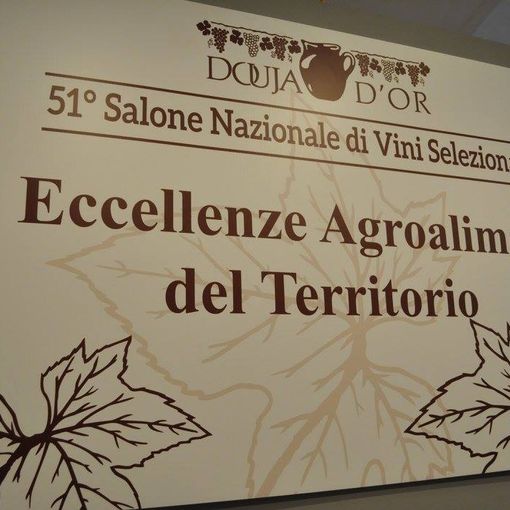 DOUJA D'OR
51° Salone Nazionale di Vini Selezion
Eccellenze Agroalim
del Territorio